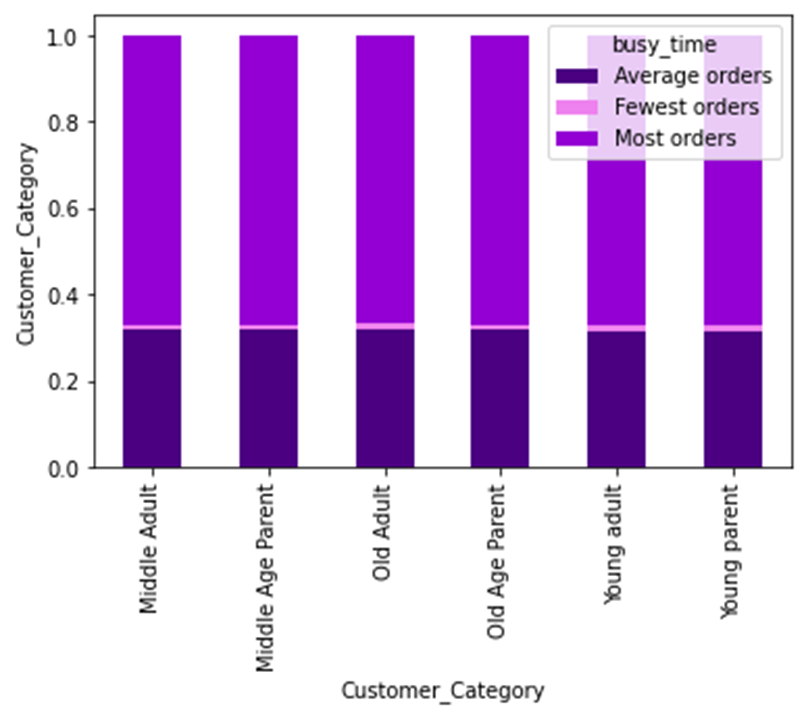 busy_time
Average orders
Fewest orders
Most orders
Customer_Category
1.0
0.8
0.6
0.4
0.2
0.0
Middle Adult
Middle Age Parent
Old Adult
Old Age Parent
Young adult
Young parent
Customer_Category